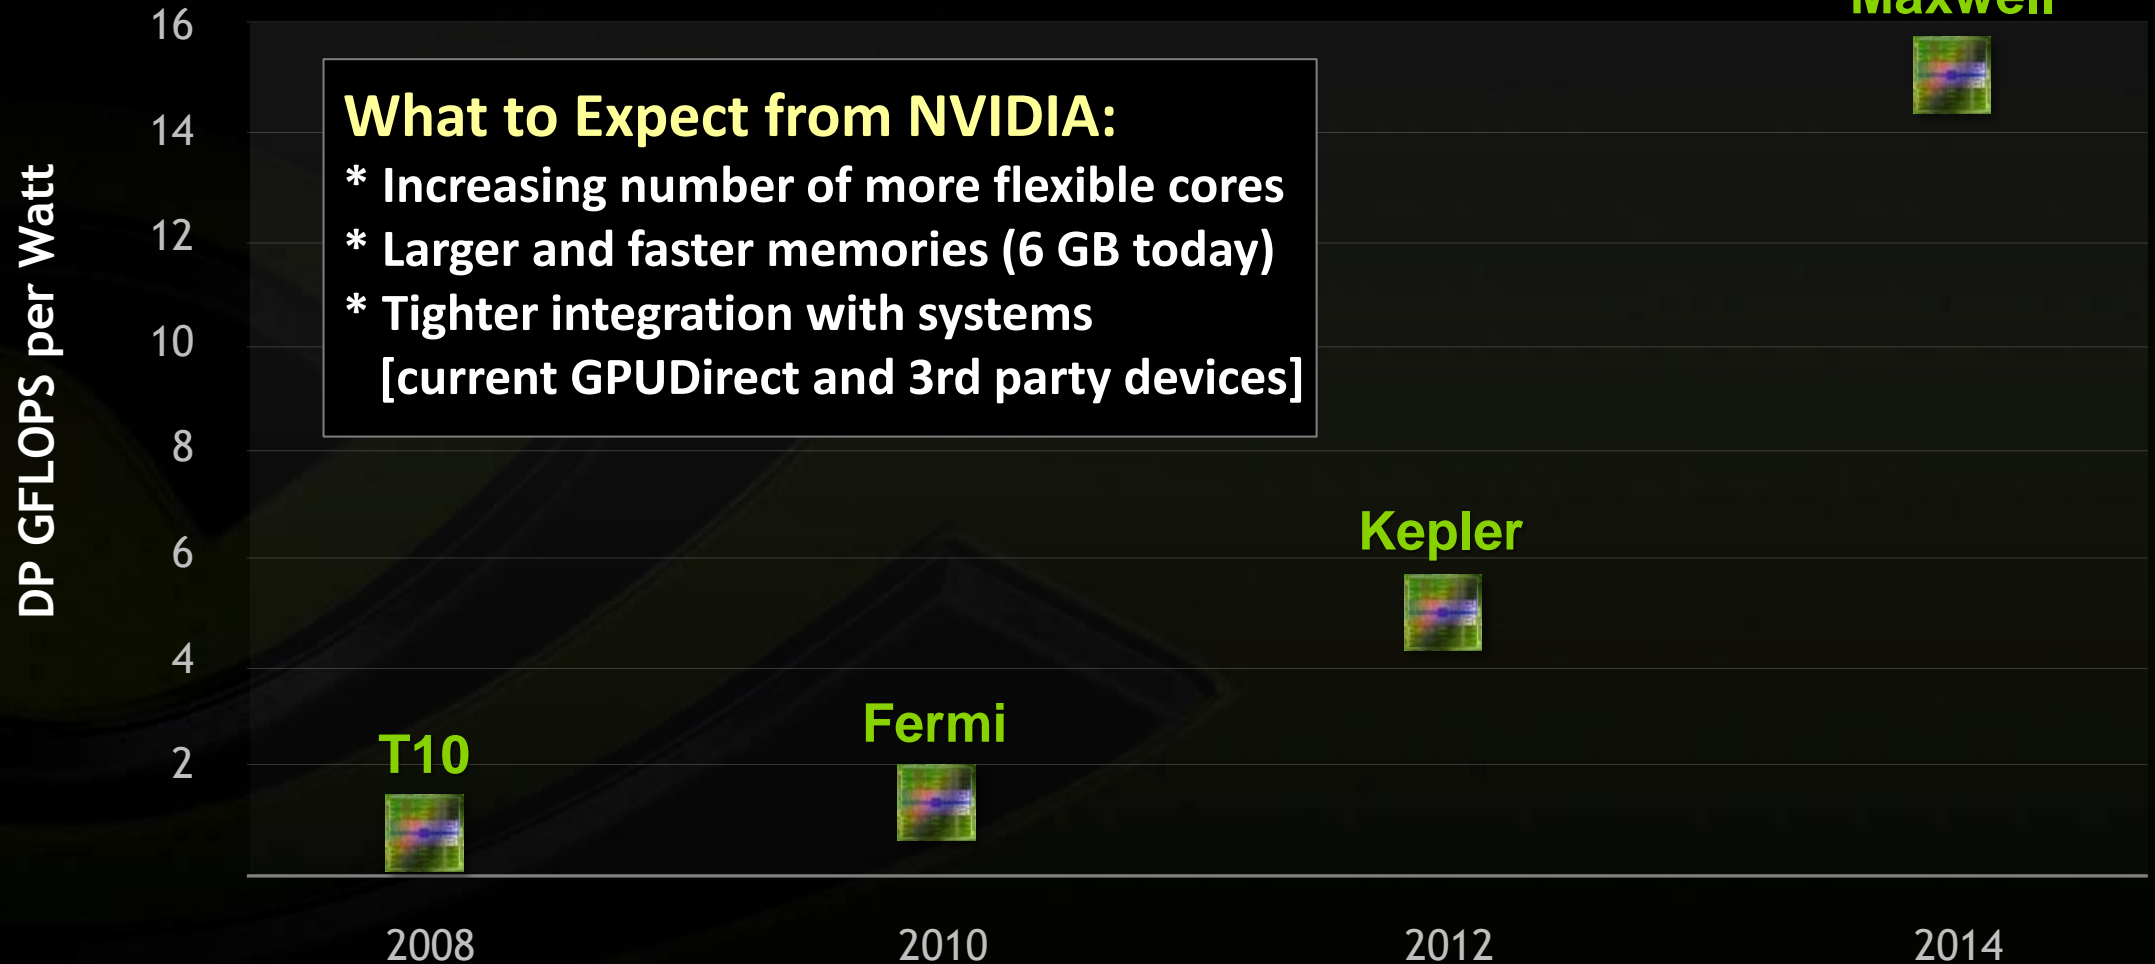 Maxwell
16
What to Expect from NVIDIA:
* Increasing number of more flexible cores
* Larger and faster memories (6 GB today)
* Tighter integration with systems
[current GPUDirect and 3rd party devices]
14
12
10
8
6
4
2
DP GFLOPS per Watt
Kepler
Fermi
T10
2008
2010
2012
2014